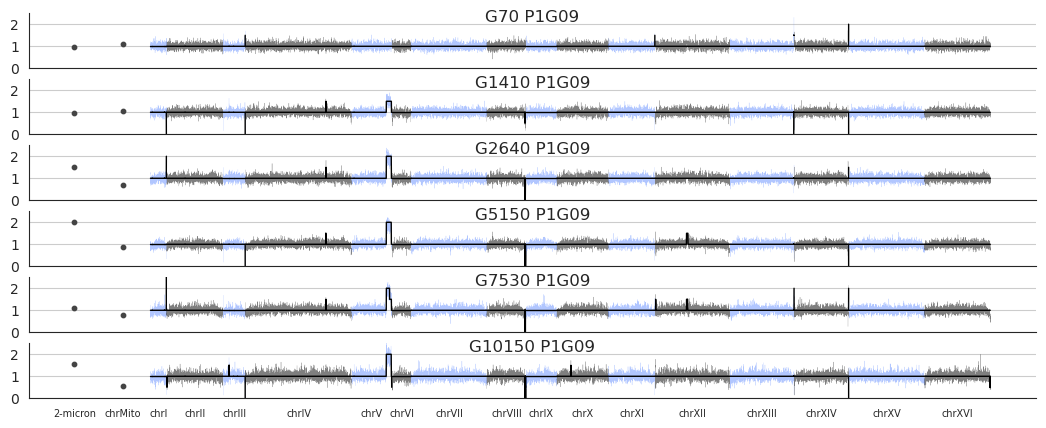 G70 P1G09
2
1
0
G1410 P1G09
2
1
0
G2640 P1G09
2
1
0
G5150 P1G09
2
1
0
G7530 P1G09
2
1
0
G10150 P1G09
2
1
0
2-micron chrMito chrI chrII chrIII chrIV chrV chrVI chrVII chrVIII chrIX chrX chrXI chrXII chrXIII chrXIV chrXV chrXVI